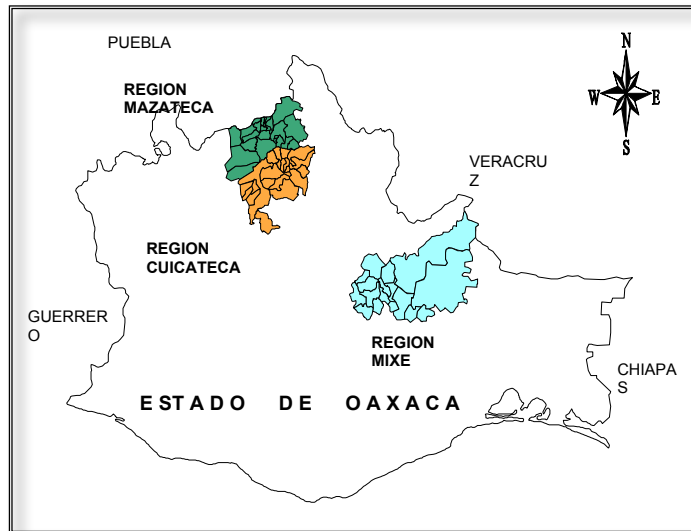 PUEBLA
N
REGION
MAZATECA
W
E
S
VERACRU
Z
REGION
CUICATECA
GUERRER
O
REGION
MIXE
CHIAPA
S
ESTADO DE OAXACA